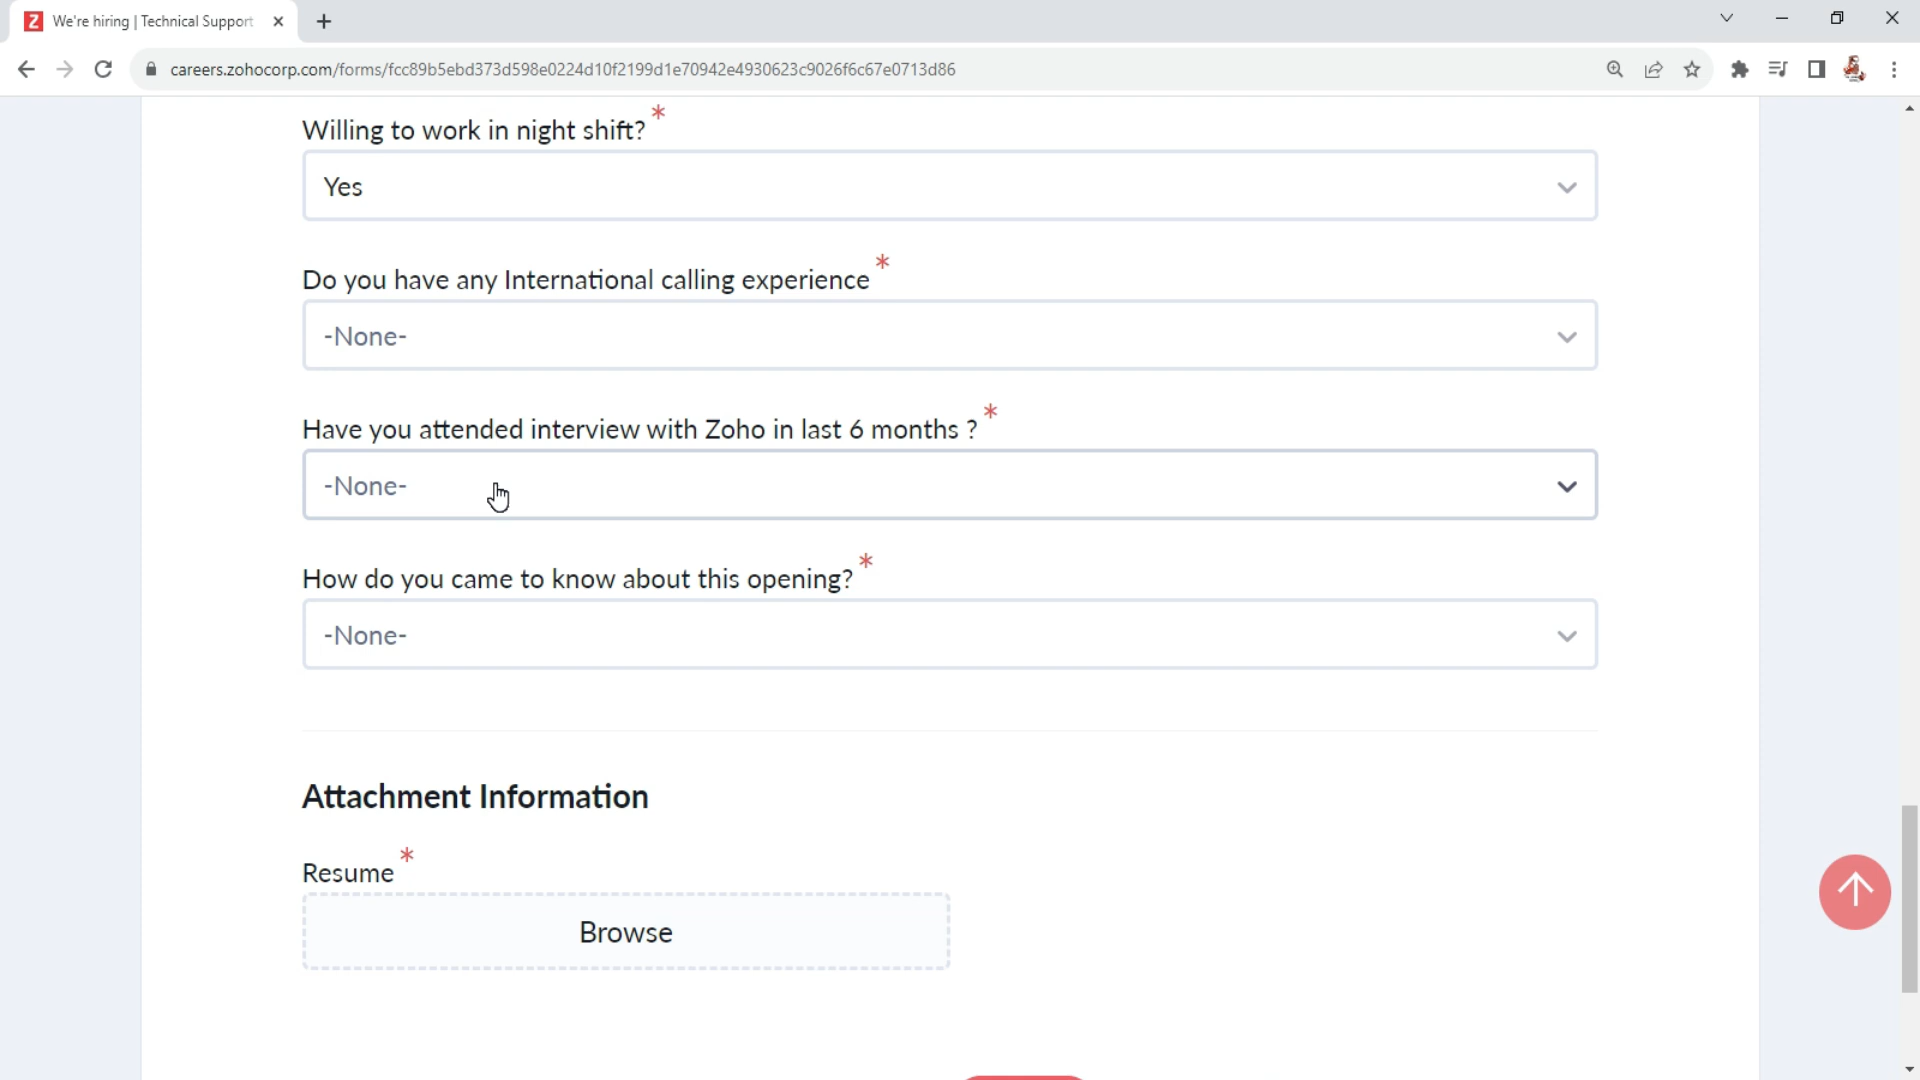 Z We're hiring | Technical Support
careers.zohocorp.com/forms/fcc89b5ebd373d598e0224d10f2199d1e70942e4930623c9026f6c67e0713d86
Willing to work in night shift? *
Yes
Do you have any International calling experience *
-None-
Have you attended interview with Zoho in last 6 months ? *
-None-
How do you came to know about this opening? *
-None-
Attachment Information
Resume *
Browse